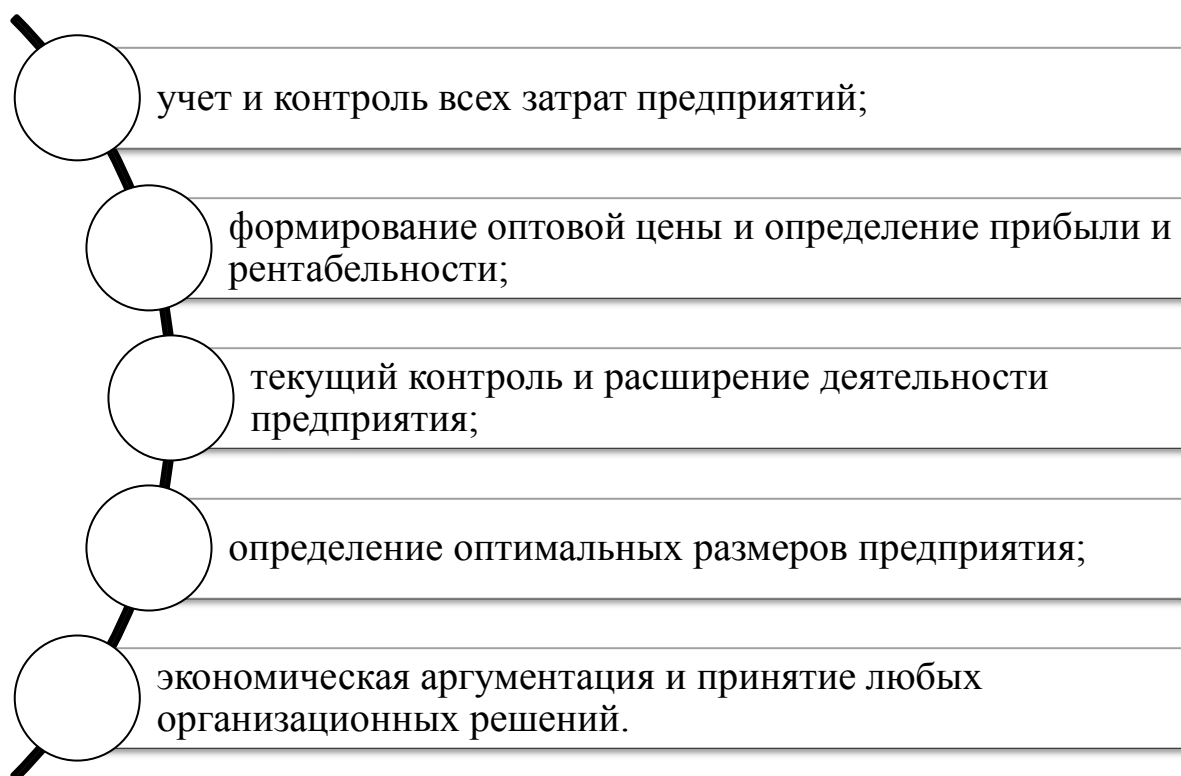 учет и контроль всех затрат предприятий;
формирование оптовой цены и определение прибыли и
рентабельности;
текущий контроль и расширение деятельности
предприятия;
определение оптимальных размеров предприятия;
экономическая аргументация и принятие любых
организационных решений.